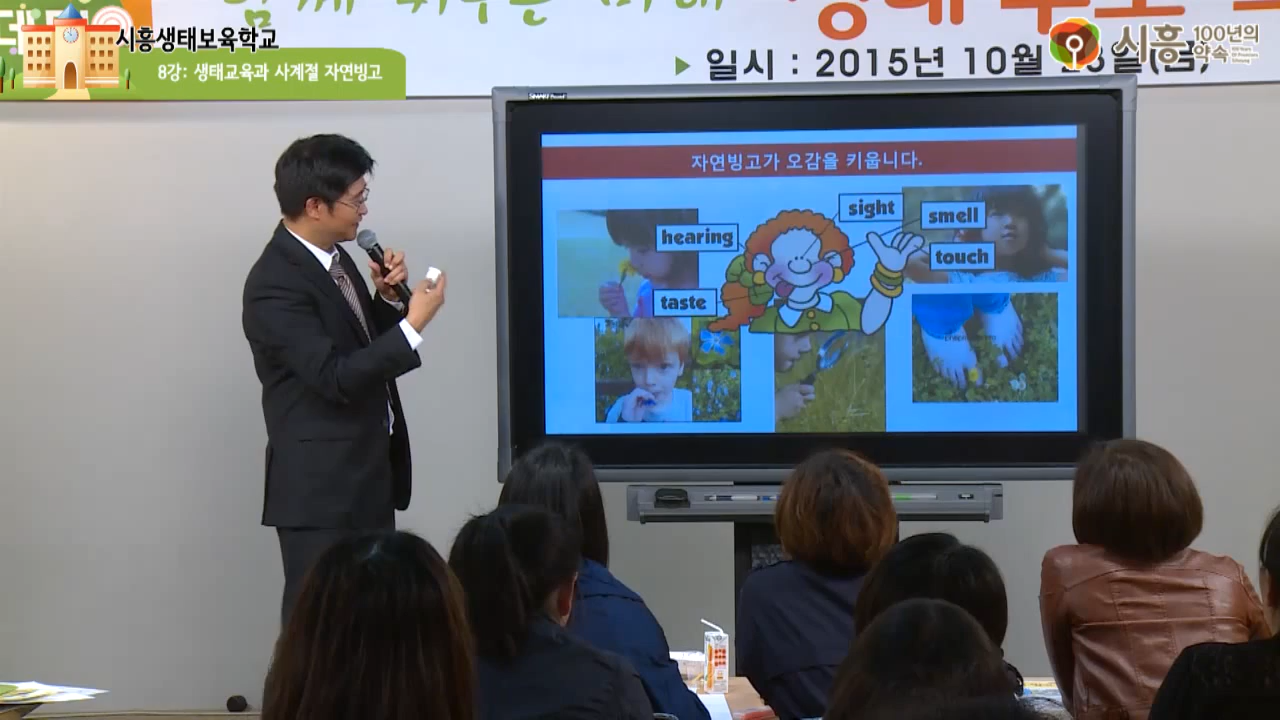 시흥생태보육학교
8강: 생태교육과 사계절 자연빙고
시흥 100년의 약속
일시 : 2015년 10월
자연빙고가 오감을 키웁니다.
hearing
sight
smell
touch
taste